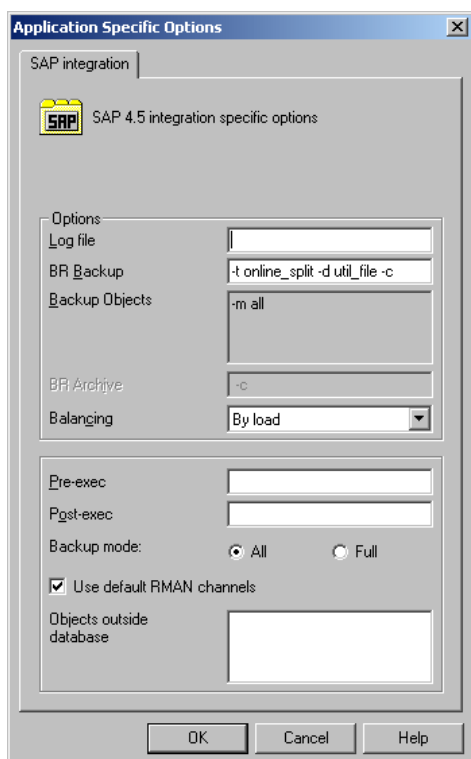 Application Specific Options
SAP integration
SAP
SAP 4.5 integration specific options
Options
Log file
BR Backup -t online_split -d util_file -c
Backup Objects -m all
BR Archive -c
Balancing By load
Pre-exec
Post-exec
Backup mode: All Full
Use default RMAN channels
Objects outside
database
OK Cancel Help